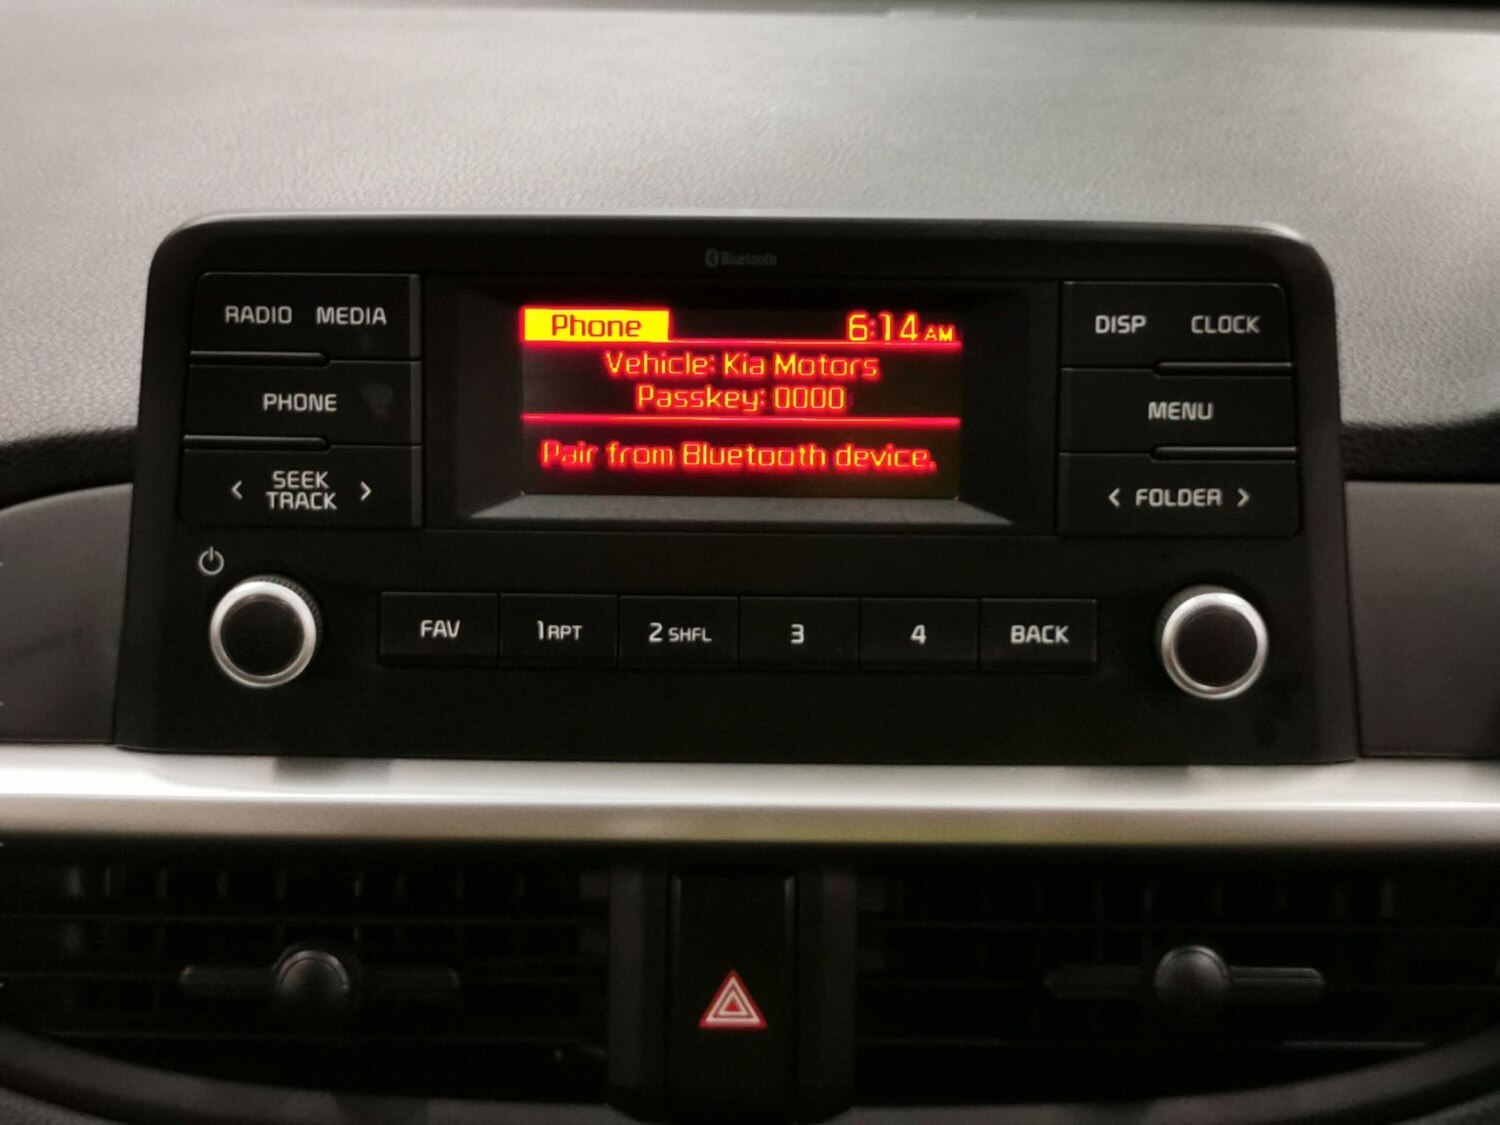 Bluetooth
RADIO MEDIA
PHONE
< SEEK TRACK >
Phone 6:14 AM
Vehicle: Kia Motors
Passkey: 0000
Pair from Bluetooth device.
DISP CLOCK
MENU
< FOLDER >
FAV 1 RPT 2 SHFL 3 4 BACK